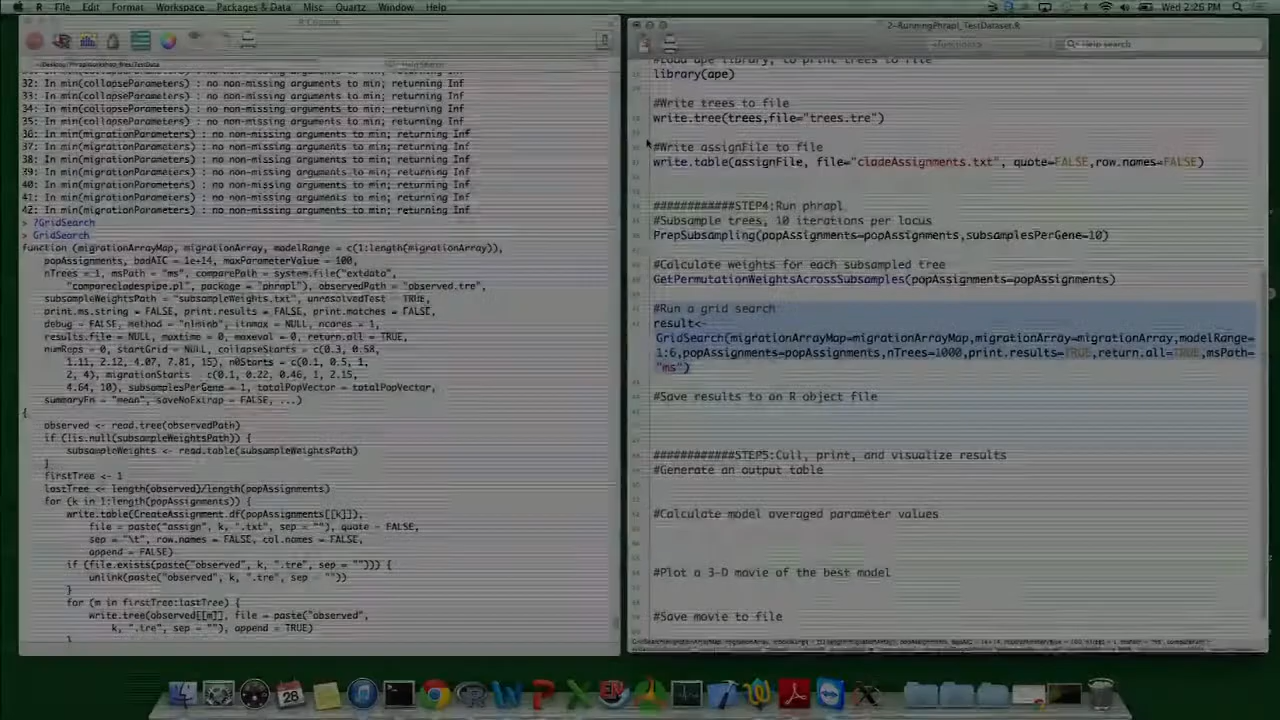 R File Edit Format Workspace Packages & Data Misc Quartz Window Help
Wed 2:26 PM
R Console
Help Search
32: In min(collapseParameters) : no non-missing arguments to min; returning Inf
33: In min(collapseParameters) : no non-missing arguments to min; returning Inf
34: In min(collapseParameters) : no non-missing arguments to min; returning Inf
35: In min(collapseParameters) : no non-missing arguments to min; returning Inf
36: In min(migrationParameters) : no non-missing arguments to min; returning Inf
37: In min(migrationParameters) : no non-missing arguments to min; returning Inf
38: In min(migrationParameters) : no non-missing arguments to min; returning Inf
39: In min(migrationParameters) : no non-missing arguments to min; returning Inf
40: In min(migrationParameters) : no non-missing arguments to min; returning Inf
41: In min(migrationParameters) : no non-missing arguments to min; returning Inf
42: In min(migrationParameters) : no non-missing arguments to min; returning Inf
> ?GridSearch
> GridSearch
function (migrationArrayMap, migrationArray, modelRange = c(1:length(migrationArray)),
popAssignments, badAIC = 1e+14, maxParameterValue = 100,
nTrees = 1, msPath = "ms", comparePath = system.file("extdata",
"comparecladespipe.pl", package = "phrapl"), observedPath = "observed.tre",
subsampleWeightsPath = "subsampleWeights.txt", unresolvedTest = TRUE,
print.ms.string = FALSE, print.results = FALSE, print.matches = FALSE,
debug = FALSE, method = "nlminb", itnmax = NULL, ncores = 1,
results.file = NULL, maxtime = 0, maxeval = 0, return.all = TRUE,
numReps = 0, startGrid = NULL, collapseStarts = c(0.3, 0.58,
1.11, 2.12, 4.07, 7.81, 15), n0Starts = c(0.1, 0.5, 1,
2, 4), migrationStarts = c(0.1, 0.22, 0.46, 1, 2.15,
4.64, 10), subsamplesPerGene = 1, totalPopVector = totalPopVector,
summaryFn = "mean", saveNoExtrap = FALSE, ...)
{
observed <- read.tree(observedPath)
if (!is.null(subsampleWeightsPath)) {
subsampleWeights <- read.table(subsampleWeightsPath)
}
firstTree <- 1
lastTree <- length(observed)/length(popAssignments)
for (k in 1:length(popAssignments)) {
write.table(CreateAssignment.df(popAssignments[[k]]),
file = paste("assign", k, ".txt", sep = ""), quote = FALSE,
sep = "\t", row.names = FALSE, col.names = FALSE,
append = FALSE)
if (file.exists(paste("observed", k, ".tre", sep = ""))) {
unlink(paste("observed", k, ".tre", sep = ""))
}
for (m in firstTree:lastTree) {
write.tree(observed[[m]], file = paste("observed",
k, ".tre", sep = ""), append = TRUE)
}
2-RunningPhrapl_TestDataset.R
<functions>
Help search
#Load ape library, to print trees to file
library(ape)
#Write trees to file
write.tree(trees,file="trees.tre")
#Write assignFile to file
write.table(assignFile, file="cladeAssignments.txt", quote=FALSE,row.names=FALSE)
############STEP4:Run phrapl
#Subsample trees, 10 iterations per locus
PrepSubsampling(popAssignments=popAssignments,subsamplesPerGene=10)
#Calculate weights for each subsampled tree
GetPermutationWeightsAcrossSubsamples(popAssignments=popAssignments)
#Run a grid search
result<-
GridSearch(migrationArrayMap=migrationArrayMap,migrationArray=migrationArray,modelRange=
1:6,popAssignments=popAssignments,nTrees=1000,print.results=TRUE,return.all=TRUE,msPath=
"ms")
#Save results to an R object file
############STEP5:Cull, print, and visualize results
#Generate an output table
#Calculate model averaged parameter values
#Plot a 3-D movie of the best model
#Save movie to file